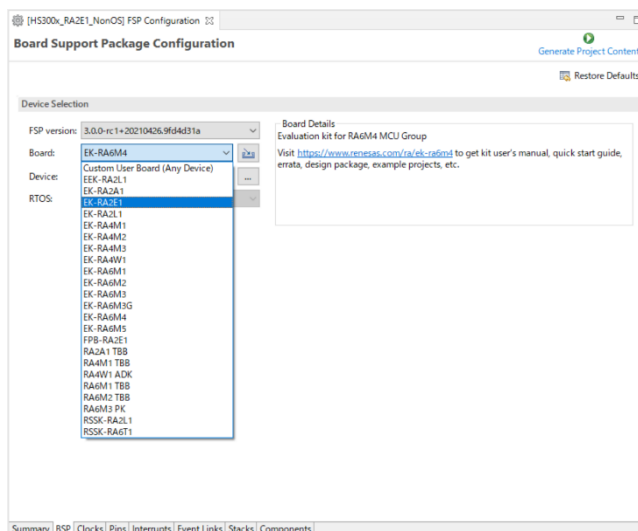 [HS300x_RA2E1_NonOS] FSP Configuration
Board Support Package Configuration
Generate Project Content
Restore Defaults
Device Selection
FSP version: 3.0.0-rc1+20210426.9fd4d31a
Board: EK-RA6M4
Device: ...
RTOS:
Custom User Board (Any Device)
EEK-RA2L1
EK-RA2A1
EK-RA2E1
EK-RA2L1
EK-RA4M1
EK-RA4M2
EK-RA4M3
EK-RA4W1
EK-RA6M1
EK-RA6M2
EK-RA6M3
EK-RA6M3G
EK-RA6M4
EK-RA6M5
FPB-RA2E1
RA2A1 TBB
RA4M1 TBB
RA4W1 ADK
RA6M1 TBB
RA6M2 TBB
RA6M3 PK
RSSK-RA2L1
RSSK-RA6T1
Board Details
Evaluation kit for RA6M4 MCU Group
Visit https://www.renesas.com/ra/ek-ra6m4 to get kit user's manual, quick start guide,
errata, design package, example projects, etc.
Summary BSP Clocks Pins Interrupts Event Links Stacks Components